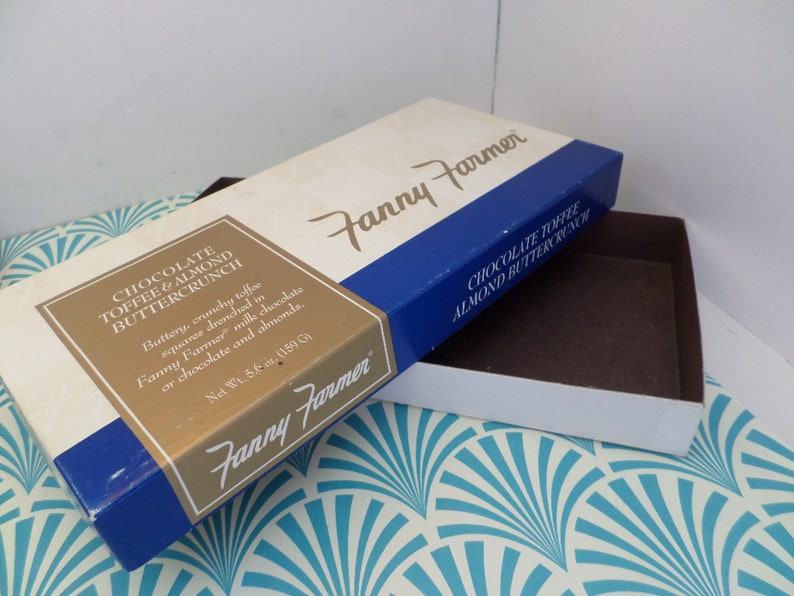 Fanny Farmer®
CHOCOLATE
TOFFEE & ALMOND
BUTTERCRUNCH
Buttery, crunchy toffee
squares drenched in
Fanny Farmer® milk chocolate
or chocolate and almonds.
Net Wt. 5.6 oz. (159 G)
Fanny Farmer®
CHOCOLATE TOFFEE
ALMOND BUTTERCRUNCH